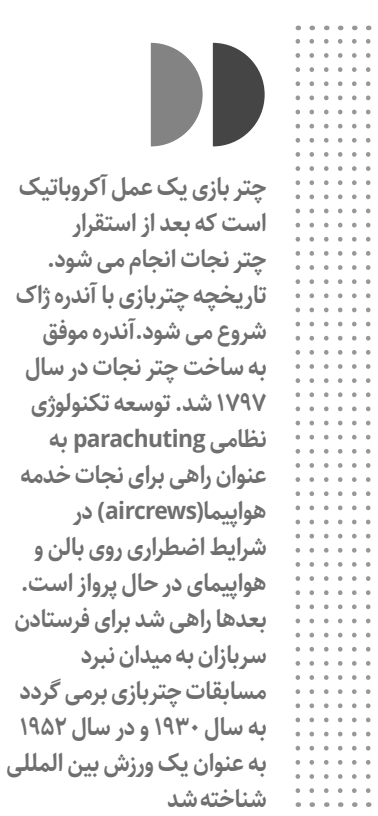 چتر بازی یک عمل آکروباتیک
است که بعد از استقرار
چتر نجات انجام می شود.
تاریخچه چتربازی با آندره ژاک
شروع می شود.آندره موفق
به ساخت چتر نجات در سال
۱۷۹۷ شد. توسعه تکنولوژی
نظامی parachuting به
عنوان راهی برای نجات خدمه
هواپیما(aircrews) در
شرایط اضطراری روی بالن و
هواپیمای در حال پرواز است.
بعدها راهی شد برای فرستادن
سربازان به میدان نبرد
مسابقات چتربازی برمی گردد
به سال ۱۹۳۰ و در سال ۱۹۵۲
به عنوان یک ورزش بین المللی
شناخته شد